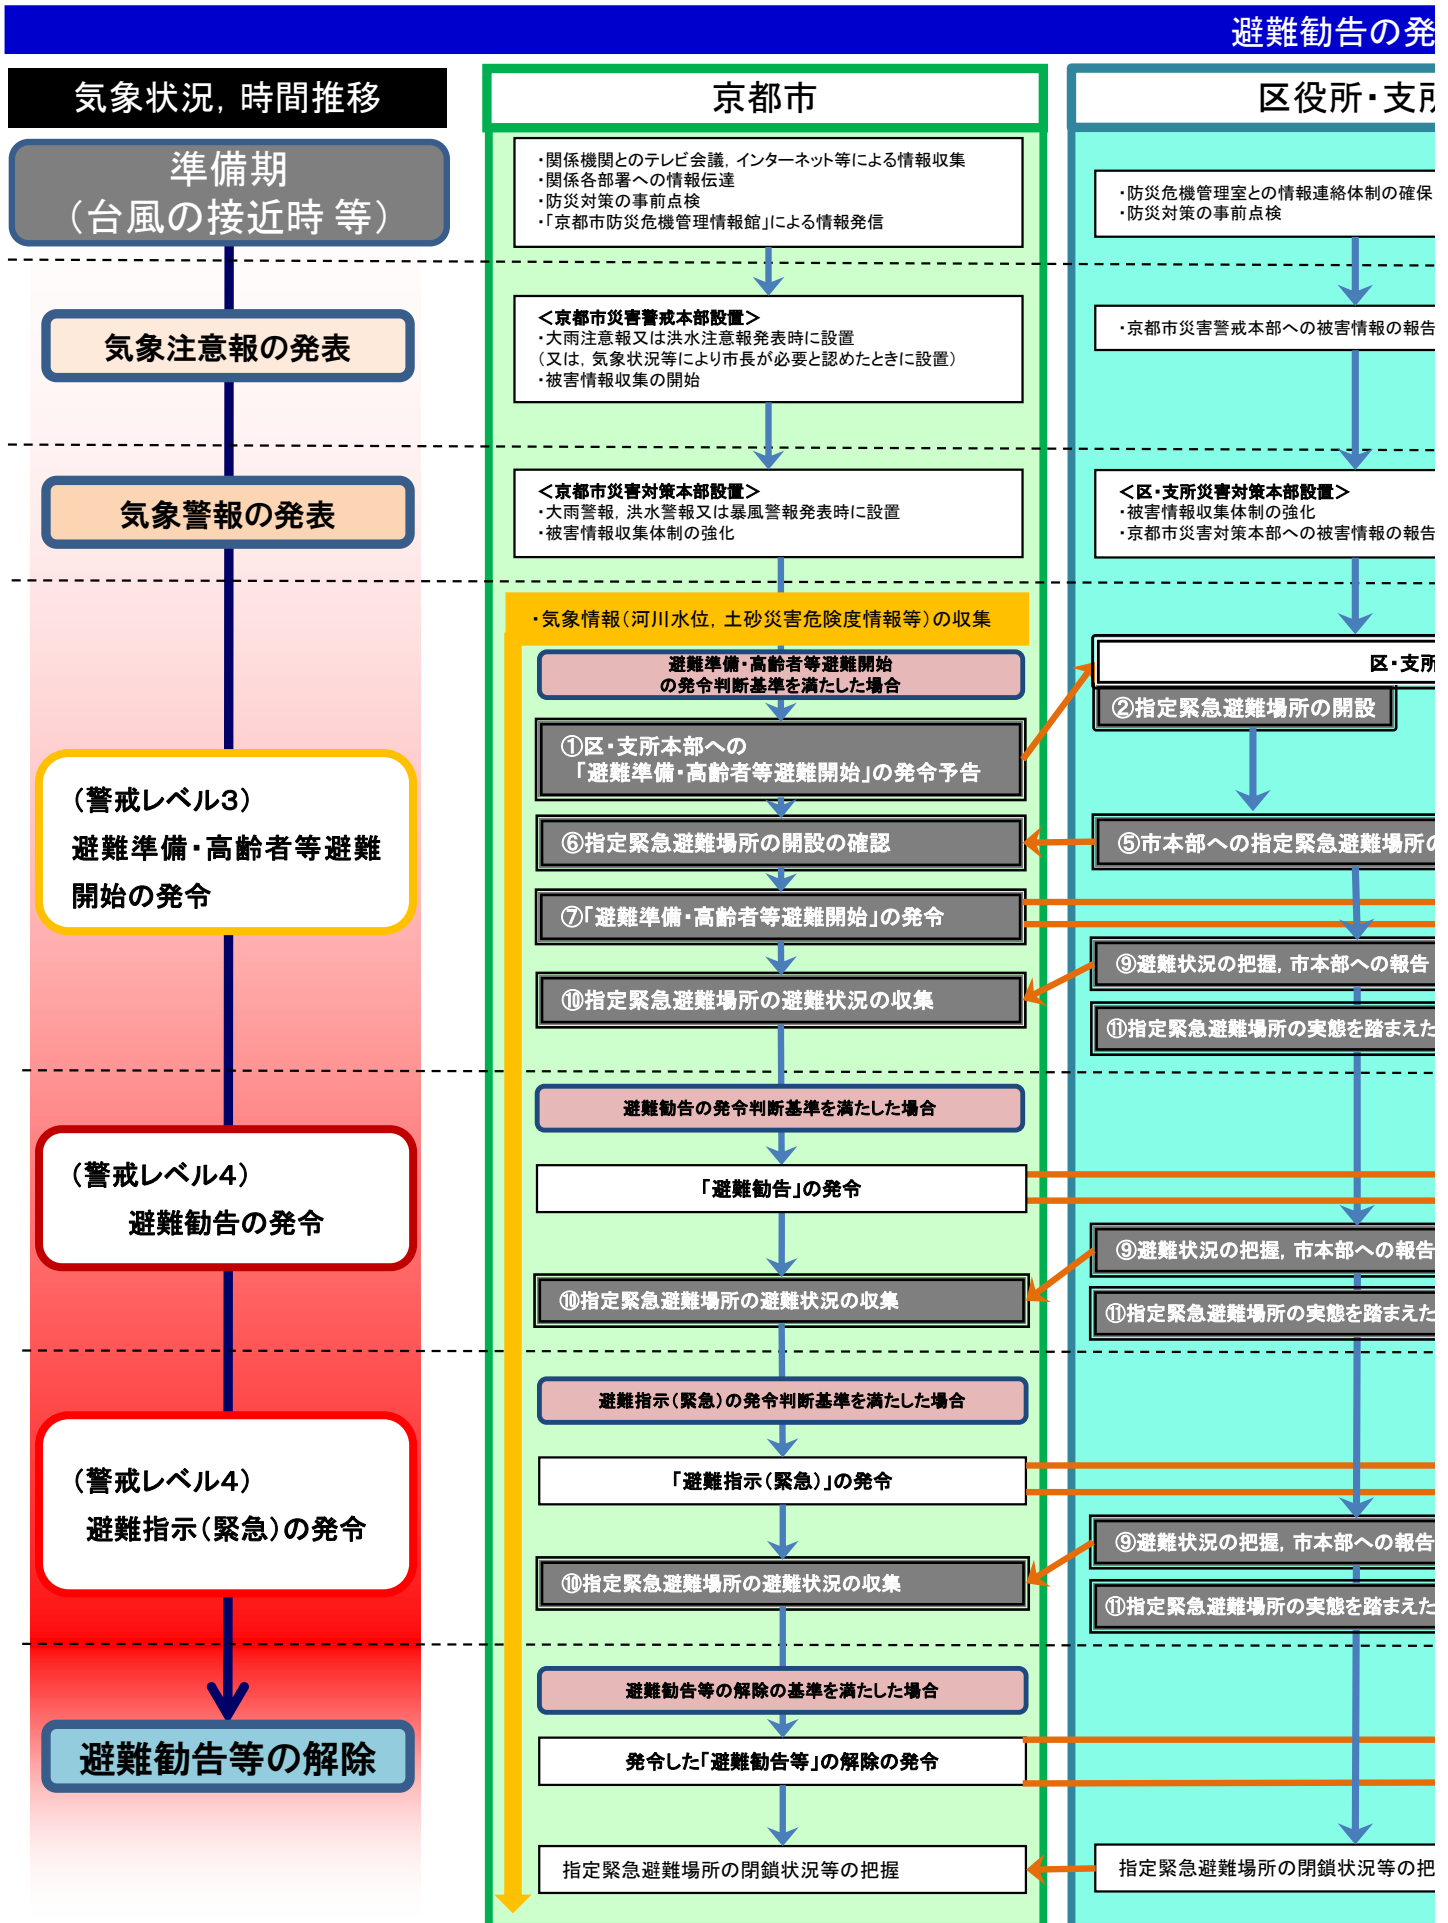 避難勧告の発
気象状況，時間推移
京都市
区役所・支所
準備期
（台風の接近時 等）
・関係機関とのテレビ会議，インターネット等による情報収集
・関係各部署への情報伝達
・防災対策の事前点検
・「京都市防災危機管理情報館」による情報発信
・防災危機管理室との情報連絡体制の確保
・防災対策の事前点検
気象注意報の発表
＜京都市災害警戒本部設置＞
・大雨注意報又は洪水注意報発表時に設置
（又は，気象状況等により市長が必要と認めたときに設置）
・被害情報収集の開始
・京都市災害警戒本部への被害情報の報告
気象警報の発表
＜京都市災害対策本部設置＞
・大雨警報，洪水警報又は暴風警報発表時に設置
・被害情報収集体制の強化
＜区・支所災害対策本部設置＞
・被害情報収集体制の強化
・京都市災害対策本部への被害情報の報告
・気象情報（河川水位，土砂災害危険度情報等）の収集
避難準備・高齢者等避難開始
の発令判断基準を満たした場合
区・支所
②指定緊急避難場所の開設
①区・支所本部への
「避難準備・高齢者等避難開始」の発令予告
（警戒レベル３）
避難準備・高齢者等避難
開始の発令
⑥指定緊急避難場所の開設の確認
⑤市本部への指定緊急避難場所の
⑦「避難準備・高齢者等避難開始」の発令
⑨避難状況の把握，市本部への報告
⑩指定緊急避難場所の避難状況の収集
⑪指定緊急避難場所の実態を踏まえた
避難勧告の発令判断基準を満たした場合
（警戒レベル４）
避難勧告の発令
「避難勧告」の発令
⑨避難状況の把握，市本部への報告
⑩指定緊急避難場所の避難状況の収集
⑪指定緊急避難場所の実態を踏まえた
避難指示（緊急）の発令判断基準を満たした場合
（警戒レベル４）
避難指示（緊急）の発令
「避難指示（緊急）」の発令
⑨避難状況の把握，市本部への報告
⑩指定緊急避難場所の避難状況の収集
⑪指定緊急避難場所の実態を踏まえた
避難勧告等の解除の基準を満たした場合
避難勧告等の解除
発令した「避難勧告等」の解除の発令
指定緊急避難場所の閉鎖状況等の把握
指定緊急避難場所の閉鎖状況等の把